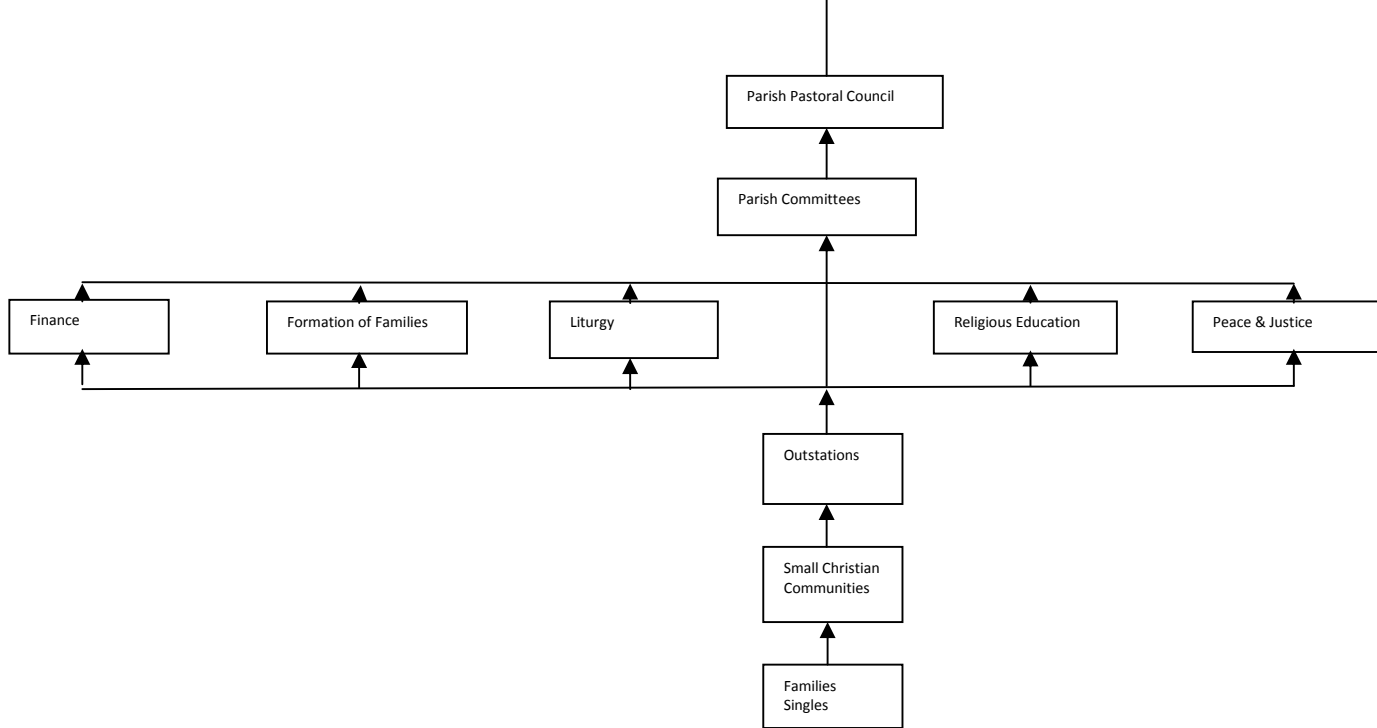 Parish Pastoral Council
Parish Committees
Finance
Formation of Families
Liturgy
Religious Education
Peace & Justice
Outstations
Small Christian
Communities
Families
Singles